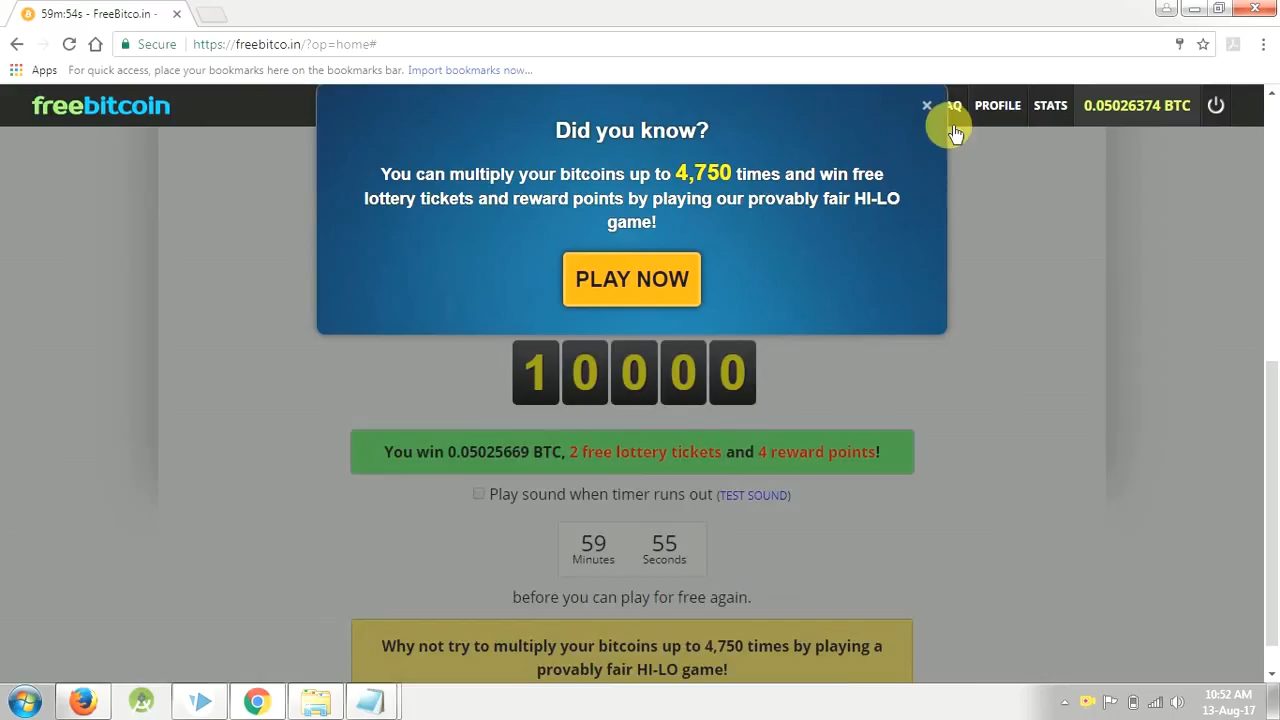 59m:54s - FreeBitco.in -
Secure https://freebitco.in/?op=home#
Apps For quick access, place your bookmarks here on the bookmarks bar. Import bookmarks now...
freebitcoin AQ PROFILE STATS 0.05026374 BTC
Did you know?
You can multiply your bitcoins up to 4,750 times and win free
lottery tickets and reward points by playing our provably fair HI-LO
game!
PLAY NOW
10000
You win 0.05025669 BTC, 2 free lottery tickets and 4 reward points!
Play sound when timer runs out (TEST SOUND)
59 55
Minutes Seconds
before you can play for free again.
Why not try to multiply your bitcoins up to 4,750 times by playing a
provably fair HI-LO game!
10:52 AM
13-Aug-17